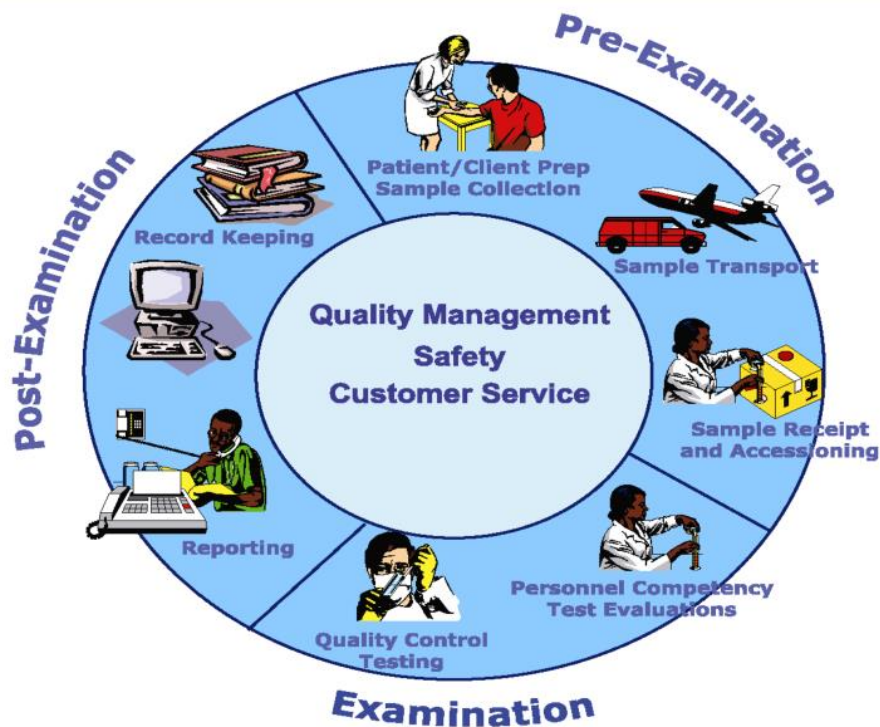 Pre-Examination
Patient/Client Prep
Sample Collection
Sample Transport
Sample Receipt
and Accessioning
Examination
Personnel Competency
Test Evaluations
Quality Control
Testing
Post-Examination
Reporting
Record Keeping
Quality Management
Safety
Customer Service